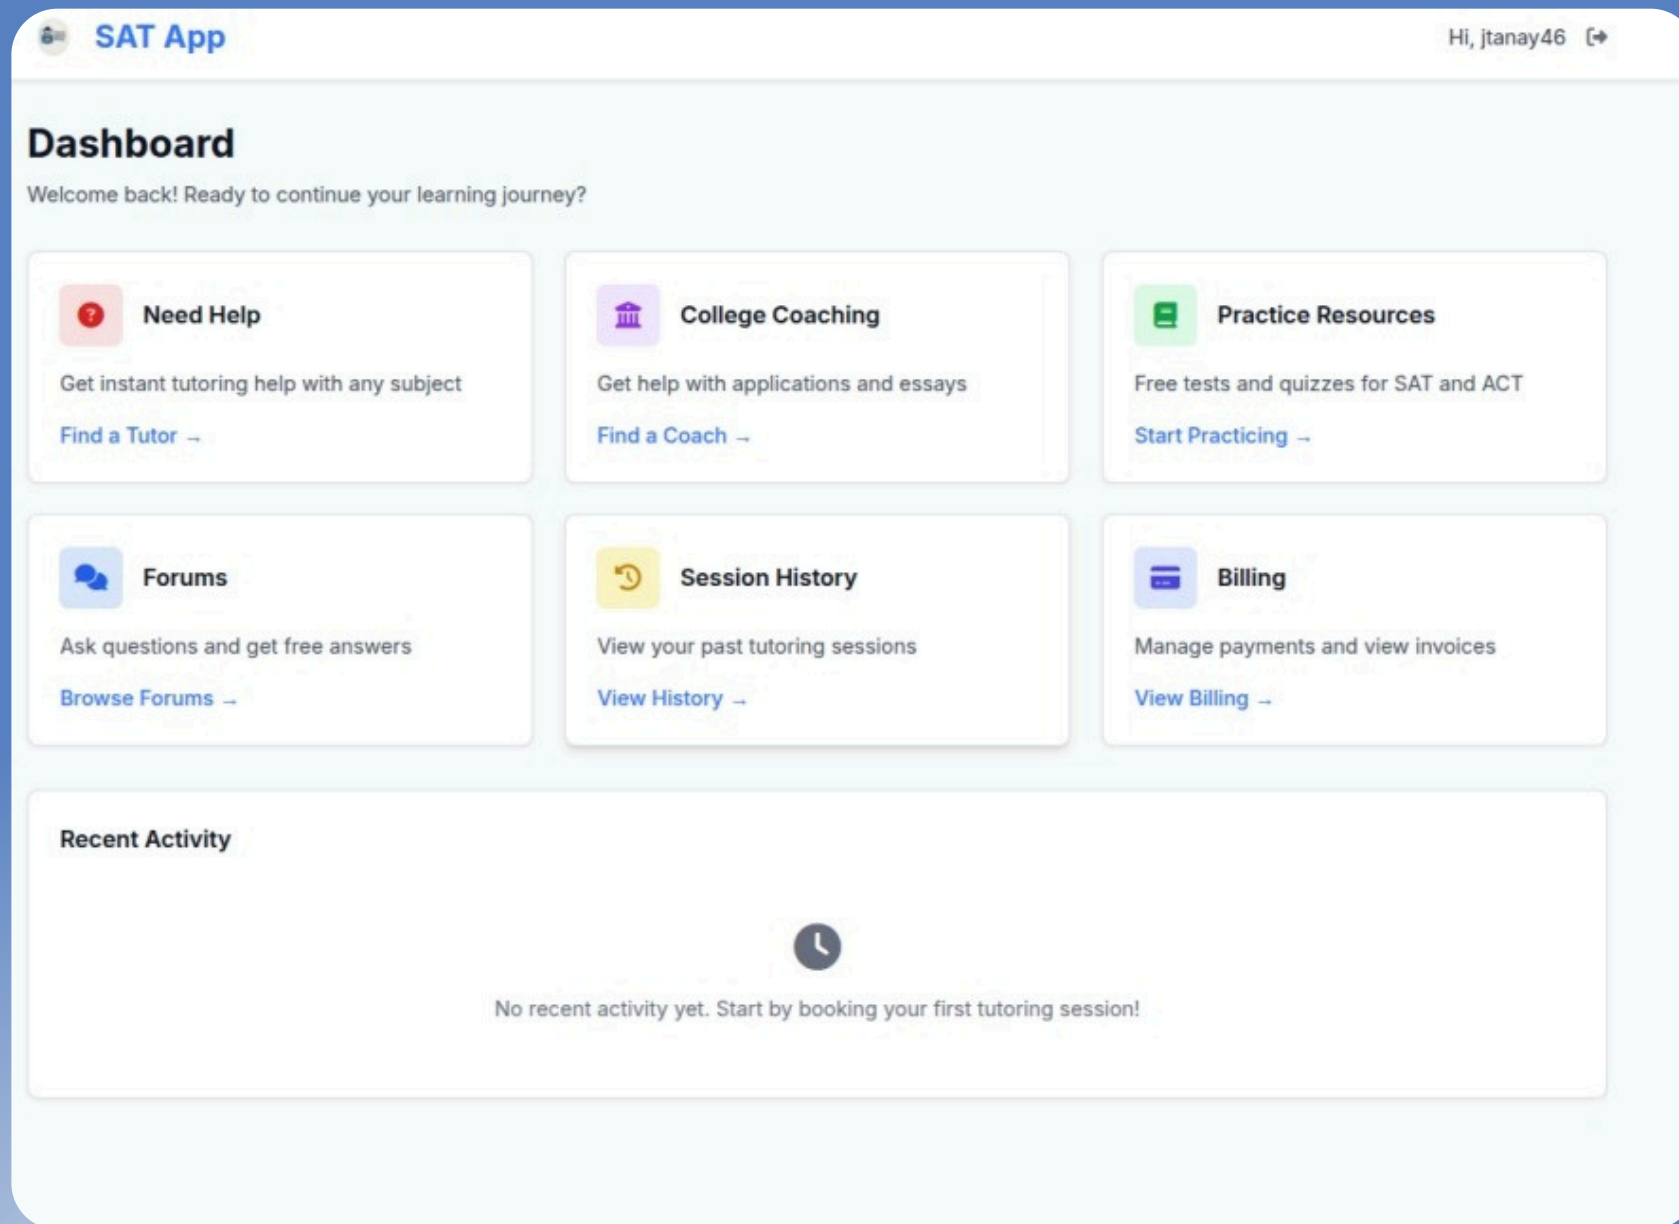 SAT App
Hi, jtanay46
Dashboard
Welcome back! Ready to continue your learning journey?
Need Help
Get instant tutoring help with any subject
Find a Tutor →
College Coaching
Get help with applications and essays
Find a Coach →
Practice Resources
Free tests and quizzes for SAT and ACT
Start Practicing →
Forums
Ask questions and get free answers
Browse Forums →
Session History
View your past tutoring sessions
View History →
Billing
Manage payments and view invoices
View Billing →
Recent Activity
No recent activity yet. Start by booking your first tutoring session!